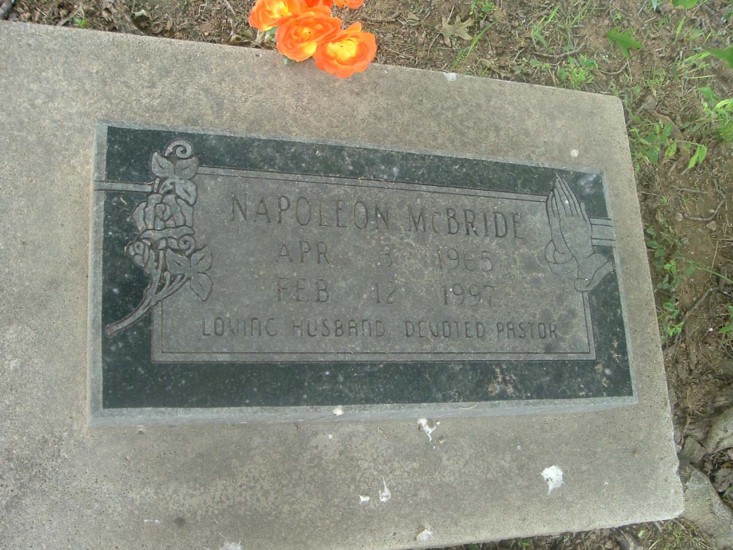 NAPOLEON McBRIDE
APR 3 1965
FEB 12 1997
LOVING HUSBAND DEVOTED PASTOR